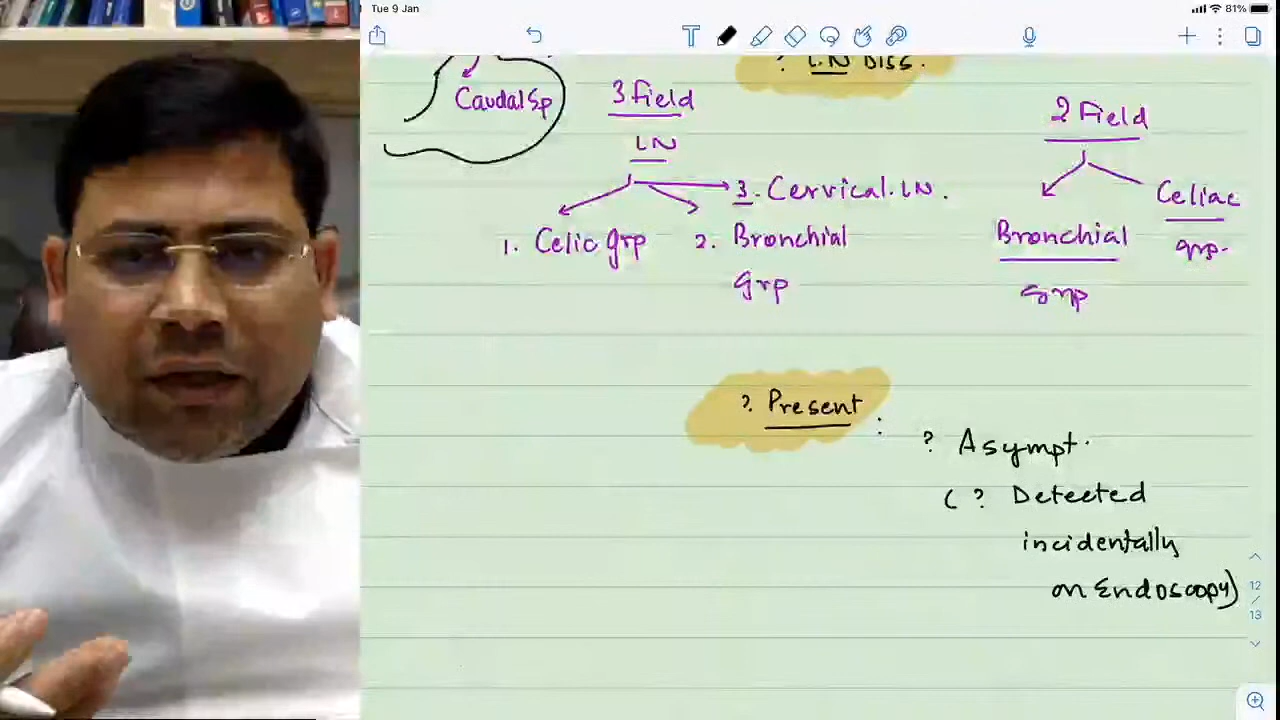 Tue 9 Jan
81%
? LN Diss.
Caudal Sp
3 Field
LN
1. Celic grp
2. Bronchial
grp
3. Cervical. LN.
2 Field
Bronchial
grp
Celiac
grp.
? Present :
? Asympt.
( ? Detected
incidentally
on Endoscopy)
12
13